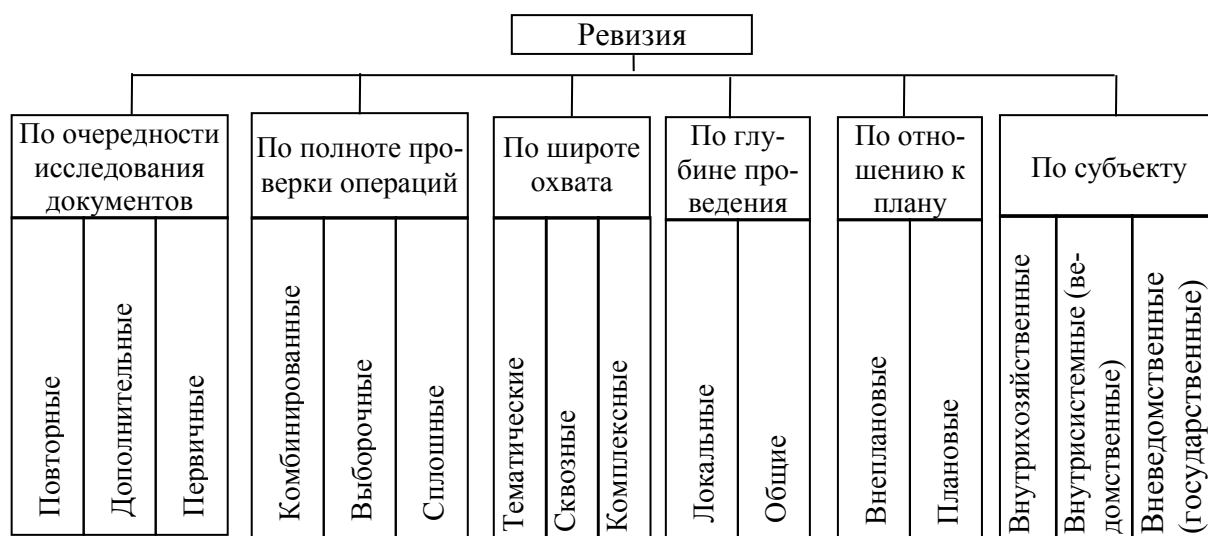 Ревизия
По очередности
исследования
документов
По полноте про-
верки операций
По широте
охвата
По глу-
бине про-
ведения
По отно-
шению к
плану
По субъекту
Повторные
Дополнительные
Первичные
Комбинированные
Выборочные
Сплошные
Тематические
Сквозные
Комплексные
Локальные
Общие
Внеплановые
Плановые
Внутрихозяйственные
Внутрисистемные (ве-
домственные)
Вневедомственные
(государственные)